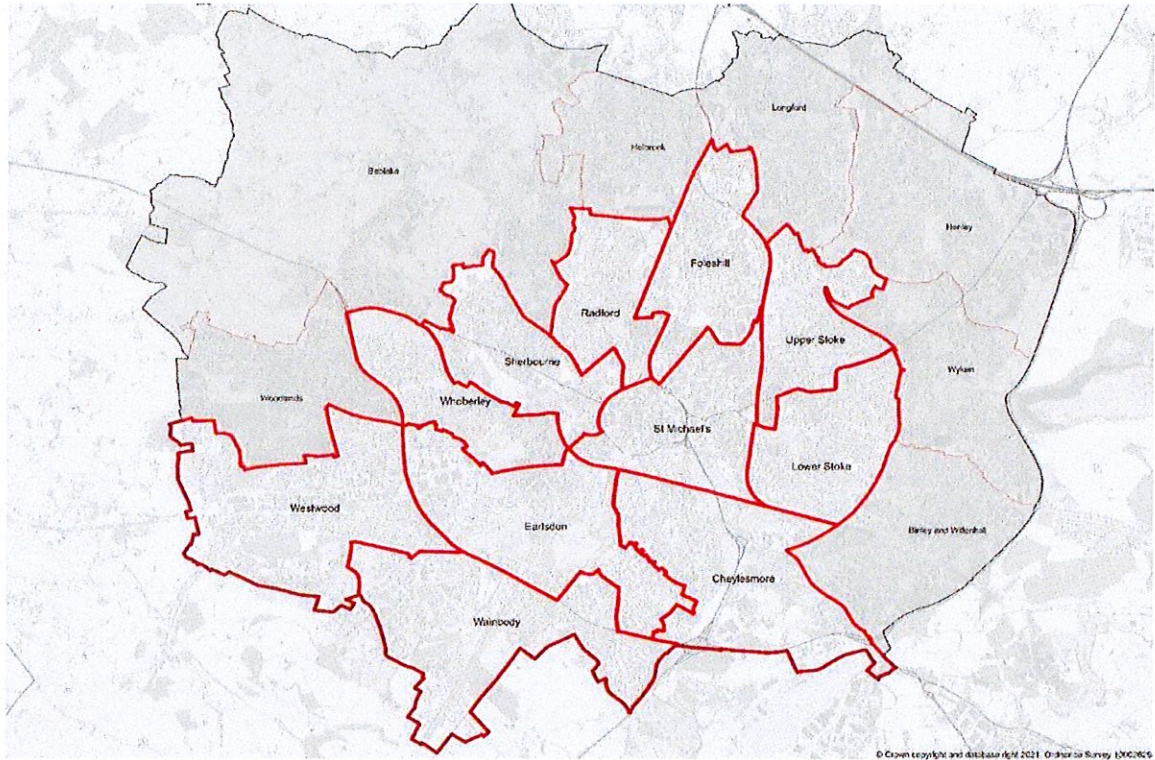 Longford
Holbrook
Bablake
Henley
Foleshill
Radford
Upper Stoke
Sherbourne
Wyken
Woodlands
Whoberley
St Michael's
Lower Stoke
Westwood
Earlsdon
Binley and Willenhall
Cheylesmore
Wainbody
© Crown copyright and database right 2021. Ordnance Survey